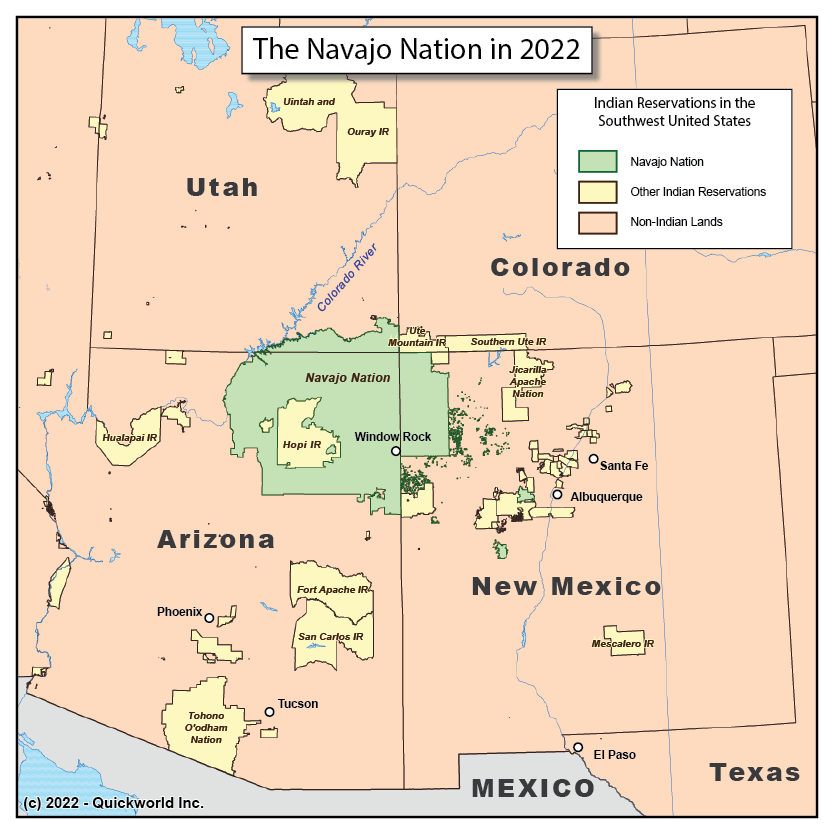 The Navajo Nation in 2022
Indian Reservations in the
Southwest United States
Navajo Nation
Other Indian Reservations
Non-Indian Lands
Uintah and
Ouray IR
Utah
Colorado River
Colorado
Ute
Mountain IR
Southern Ute IR
Jicarilla
Apache
Nation
Navajo Nation
Hualapai IR
Hopi IR
Window Rock
Santa Fe
Albuquerque
Arizona
New Mexico
Fort Apache IR
Phoenix
San Carlos IR
Mescalero IR
Tucson
Tohono
O'odham
Nation
El Paso
Texas
MEXICO
(c) 2022 - Quickworld Inc.